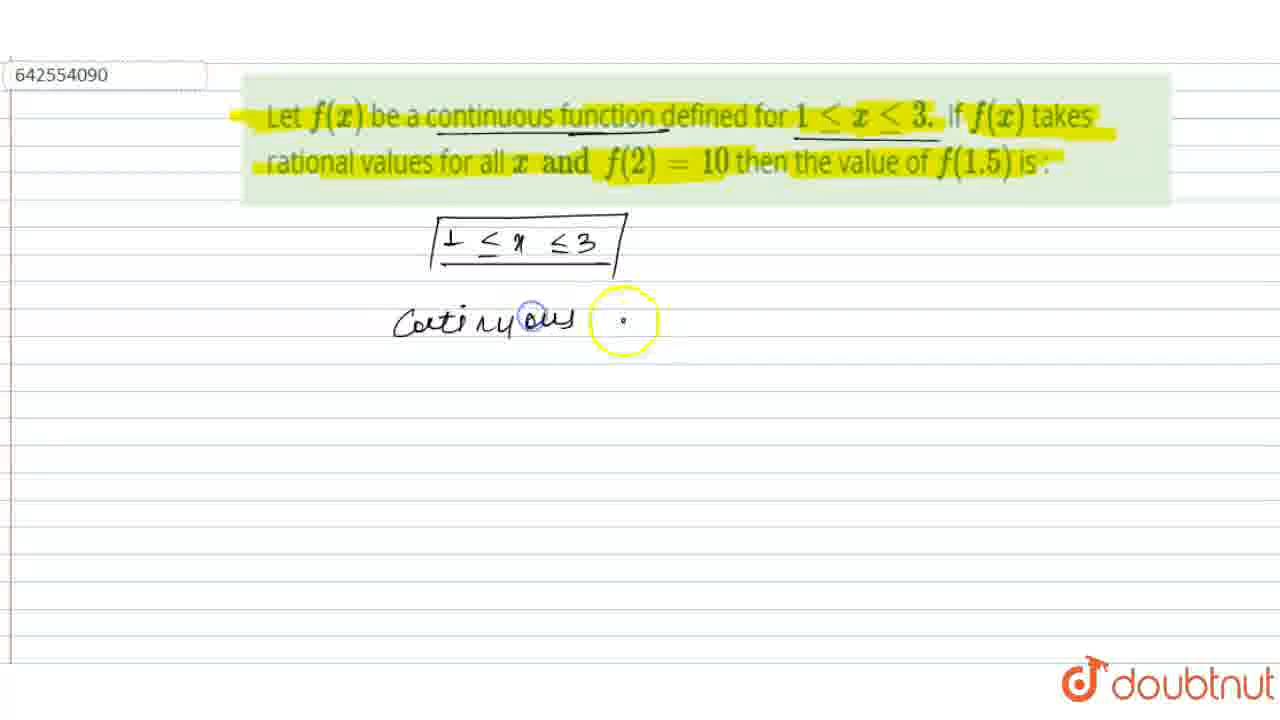 642554090
Let f(x) be a continuous function defined for 1 ≤ x ≤ 3. If f(x) takes
rational values for all x and f(2) = 10 then the value of f(1.5) is :
1 ≤ x ≤ 3
Continuous
doubtnut